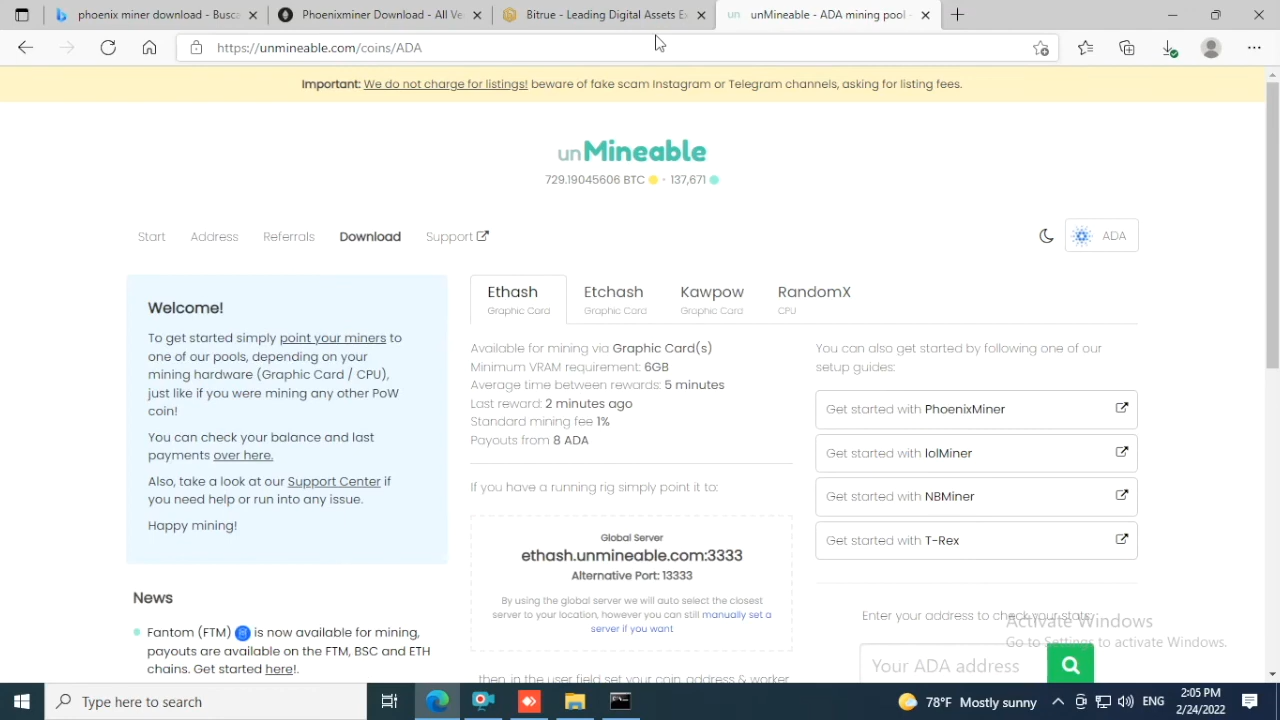 Phoenix miner download - Busca
Phoenixminer Download - All Ve
Bittrue - Leading Digital Assets E
un unMineable - ADA mining pool -
https://unmineable.com/coins/ADA
Important: We do not charge for listings! beware of fake scam Instagram or Telegram channels, asking for listing fees.
unMineable
729.19045606 BTC • 137,671
Start Address Referrals Download Support
ADA
Welcome!
To get started simply point your miners to
one of our pools, depending on your
mining hardware (Graphic Card / CPU),
just like if you were mining any other PoW
coin!
You can check your balance and last
payments over here.
Also, take a look at our Support Center if
you need help or run into any issue.
Happy mining!
News
Fantom (FTM) is now available for mining,
payouts are available on the FTM, BSC and ETH
chains. Get started here!.
Ethash Etchash Kawpow RandomX
Graphic Card Graphic Card Graphic Card CPU
Available for mining via Graphic Card(s)
Minimum VRAM requirement: 6GB
Average time between rewards: 5 minutes
Last reward: 2 minutes ago
Standard mining fee 1%
Payouts from 8 ADA
If you have a running rig simply point it to:
Global Server
ethash.unmineable.com:3333
Alternative Port: 13333
By using the global server we will auto select the closest
server to your location, however you can still manually set a
server if you want
then, in the user field set your coin, address & worker
You can also get started by following one of our
setup guides:
Get started with PhoenixMiner
Get started with lolMiner
Get started with NBMiner
Get started with T-Rex
Enter your address to check your stats:
Your ADA address
Activate Windows
Go to Settings to activate Windows.
Type here to search
78°F Mostly sunny
ENG
2:05 PM
2/24/2022